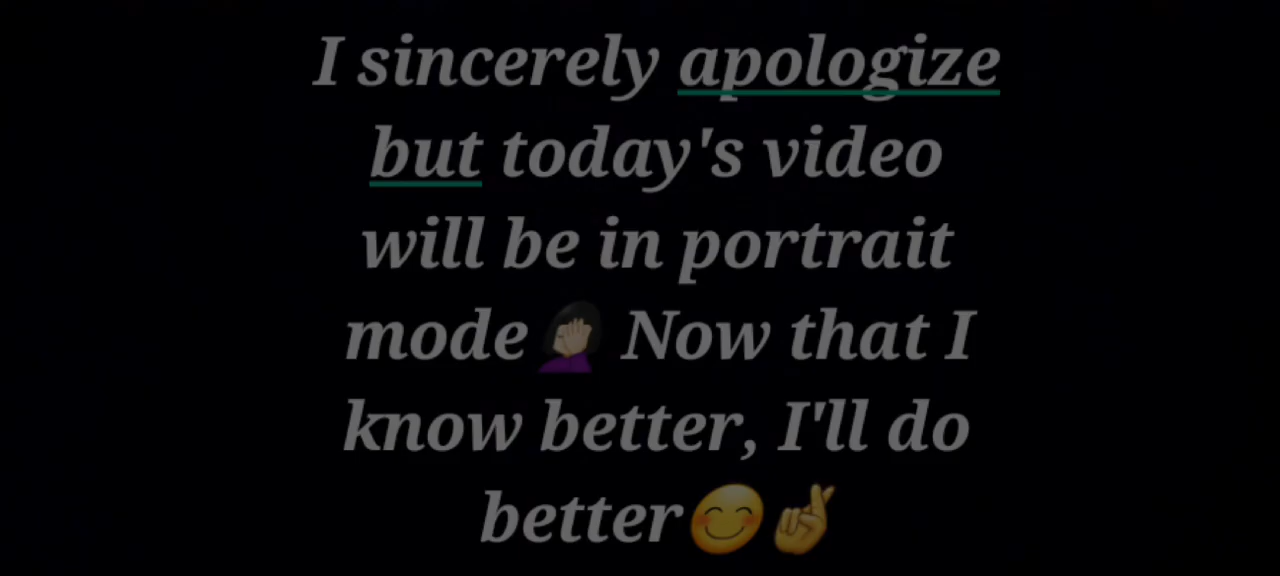 I sincerely apologize
but today's video
will be in portrait
mode🤦🏻‍♀️ Now that I
know better, I'll do
better😊🤞